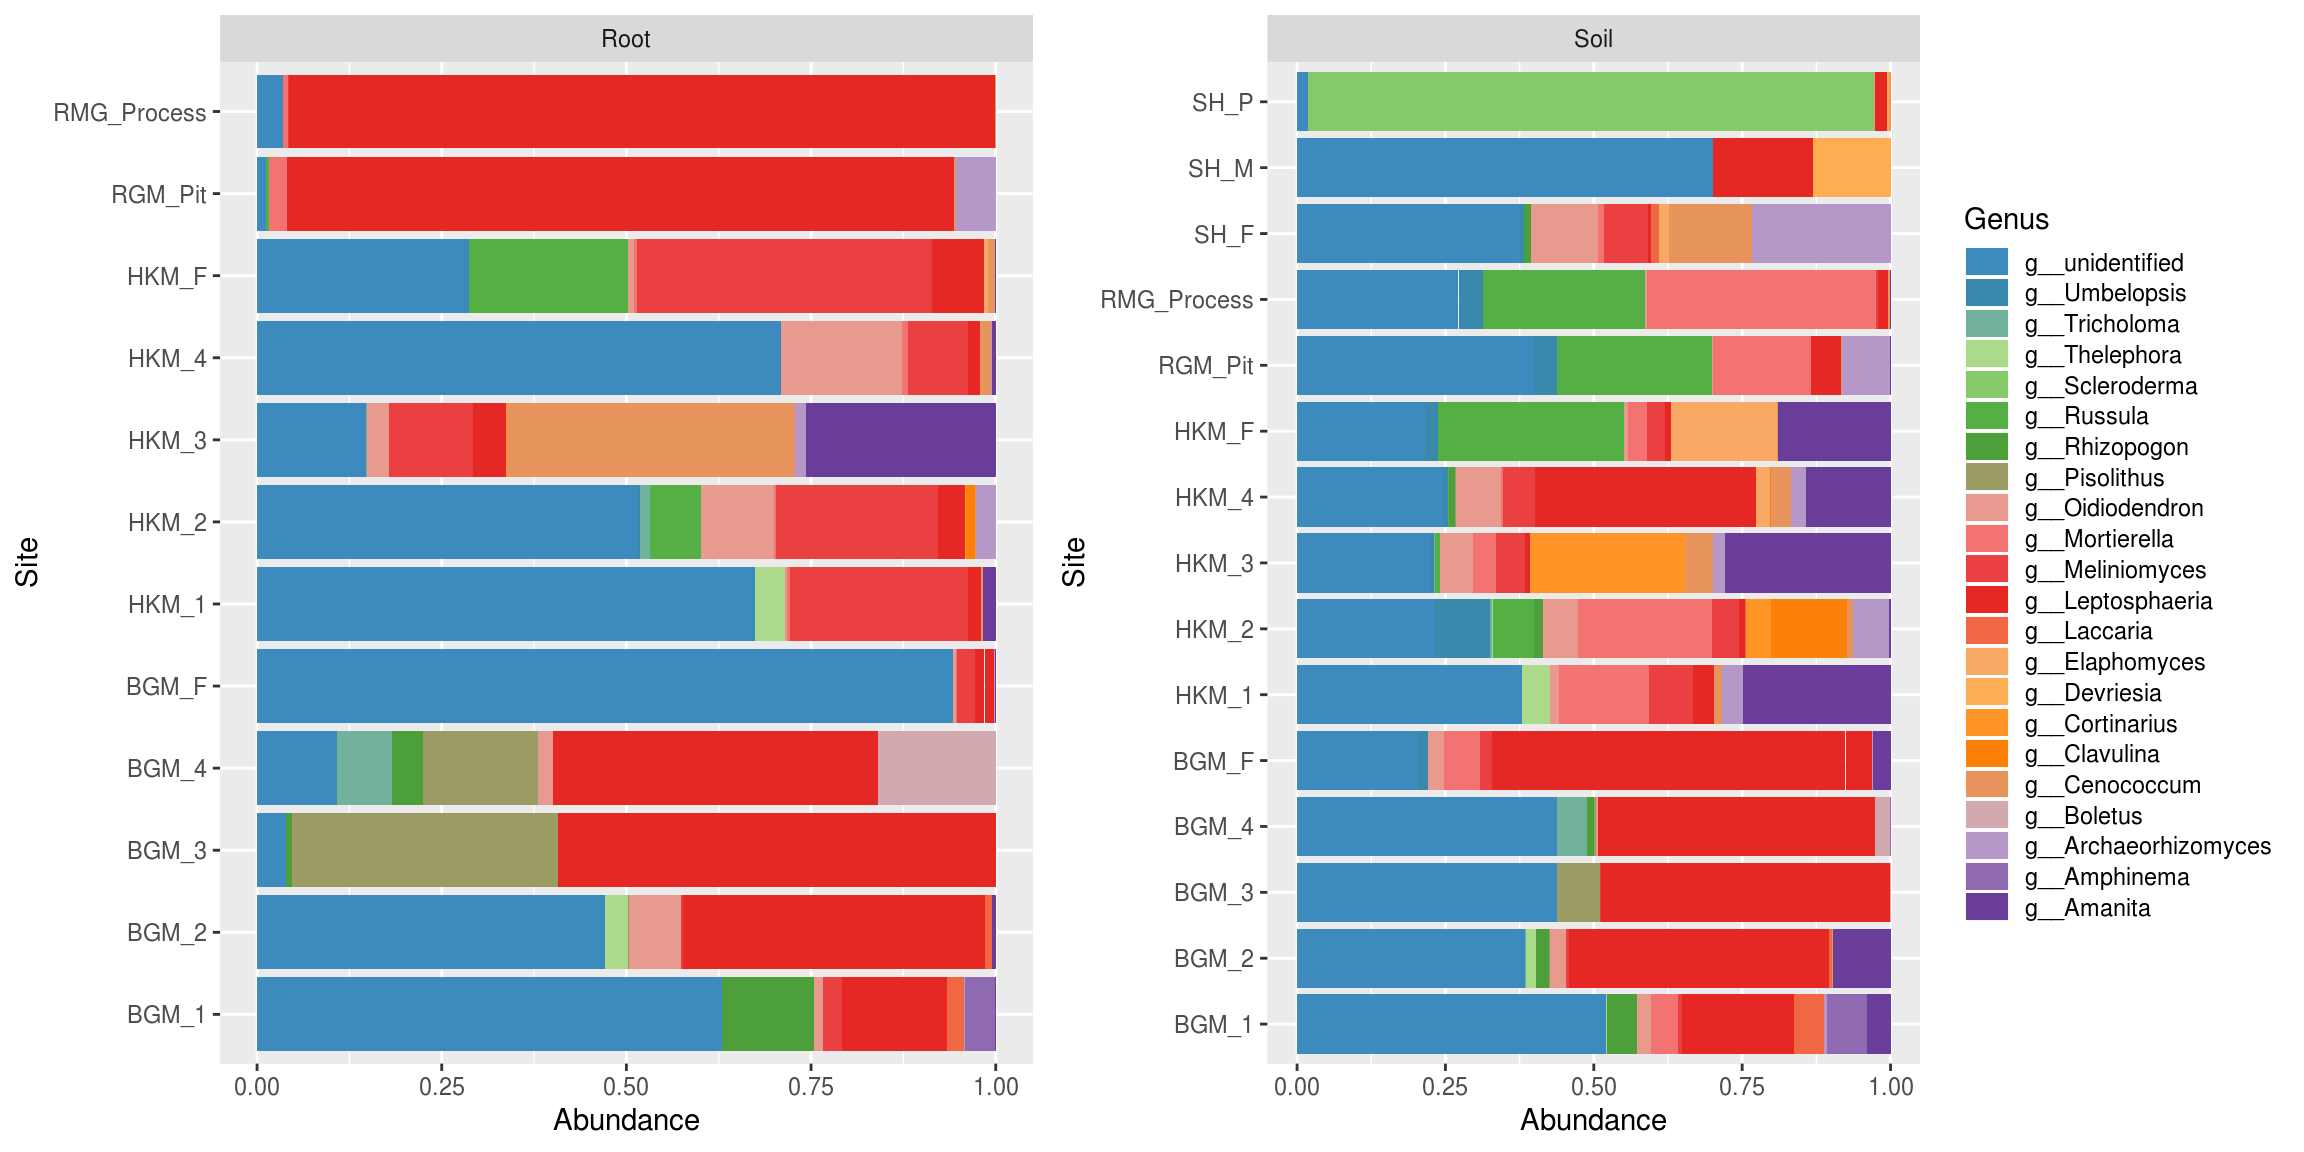 Root
Site
RMG_Process
RGM_Pit
HKM_F
HKM_4
HKM_3
HKM_2
HKM_1
BGM_F
BGM_4
BGM_3
BGM_2
BGM_1
0.00 0.25 0.50 0.75 1.00
Abundance
Soil
Site
SH_P
SH_M
SH_F
RMG_Process
RGM_Pit
HKM_F
HKM_4
HKM_3
HKM_2
HKM_1
BGM_F
BGM_4
BGM_3
BGM_2
BGM_1
0.00 0.25 0.50 0.75 1.00
Abundance
Genus
g__unidentified
g__Umbelopsis
g__Tricholoma
g__Thelephora
g__Scleroderma
g__Russula
g__Rhizopogon
g__Pisolithus
g__Oidiodendron
g__Mortierella
g__Meliniomyces
g__Leptosphaeria
g__Laccaria
g__Elaphomyces
g__Devriesia
g__Cortinarius
g__Clavulina
g__Cenococcum
g__Boletus
g__Archaeorhizomyces
g__Amphinema
g__Amanita